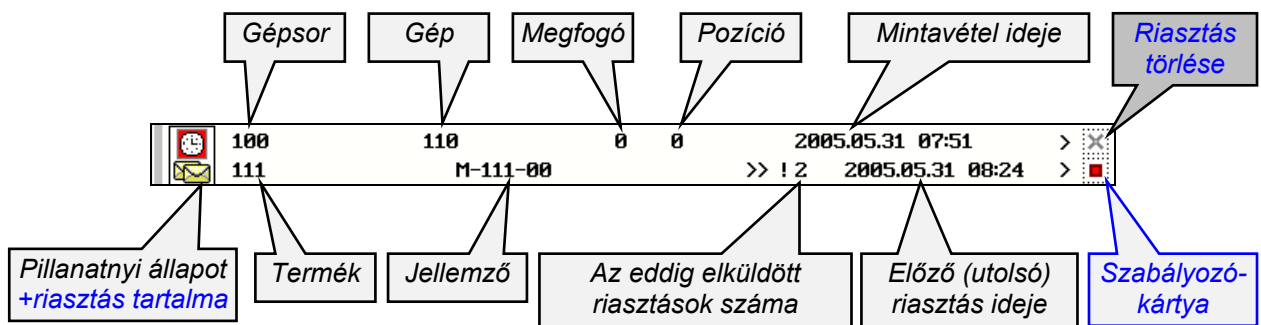 Gépsor
Gép
Megfogó
Pozíció
Mintavétel ideje
Riasztás
törlése
100 110 0 0 2005.05.31 07:51 >
111 M-111-00 >> ! 2 2005.05.31 08:24 >
Pillanatnyi állapot
+riasztás tartalma
Termék
Jellemző
Az eddig elküldött
riasztások száma
Előző (utolsó)
riasztás ideje
Szabályozó-
kártya